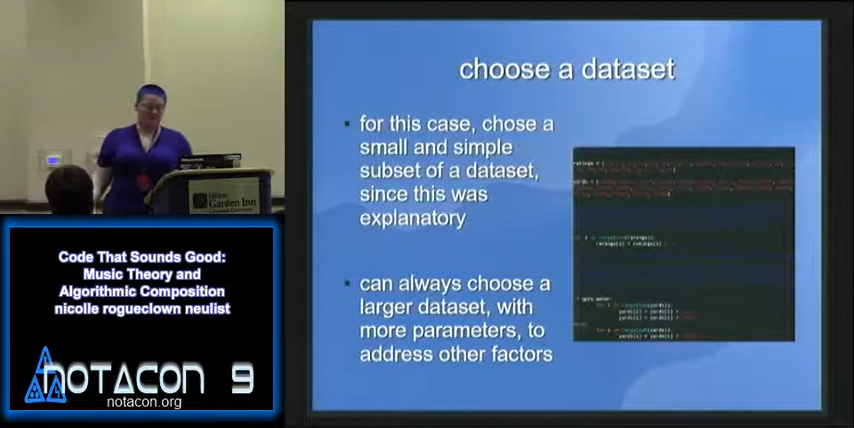 choose a dataset
for this case, chose a
small and simple
subset of a dataset,
since this was
explanatory
can always choose a
larger dataset, with
more parameters, to
address other factors
Garden Inn
Code That Sounds Good:
Music Theory and
Algorithmic Composition
nicolle rogueclown neulist
NOTACON 9
notacon.org